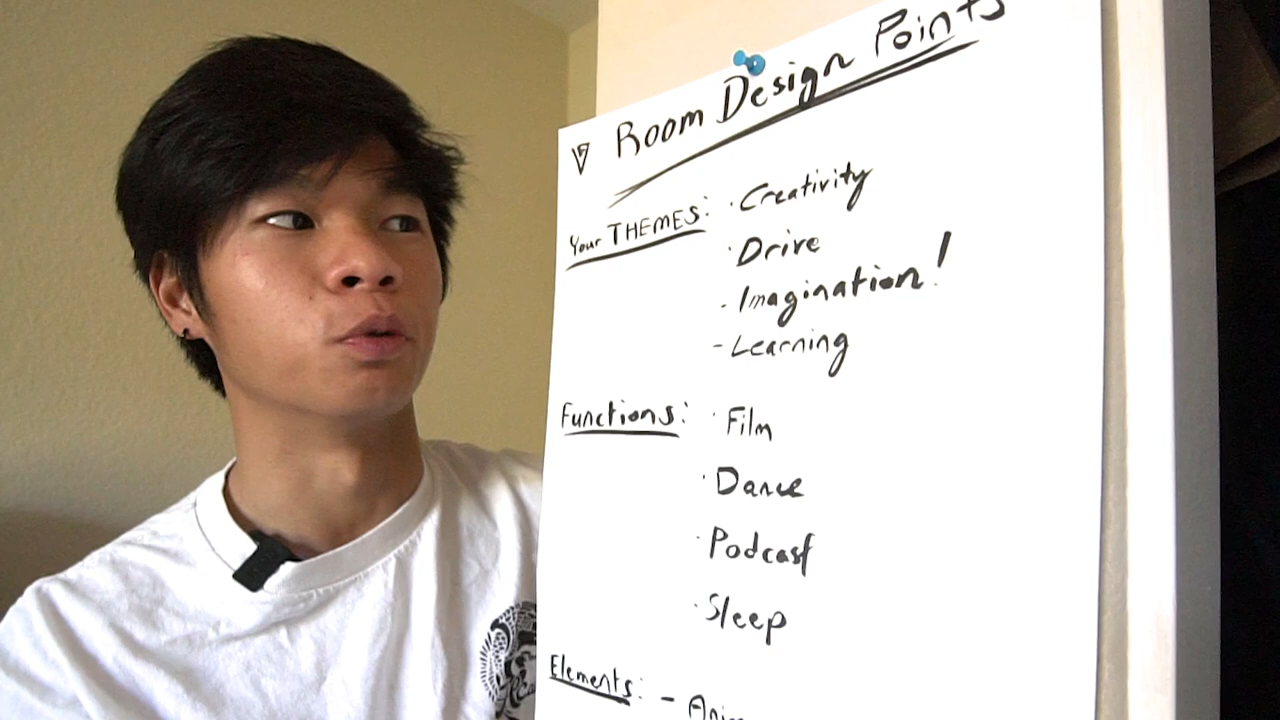 Room Design Points
Your THEMES: · Creativity
· Drive
- Imagination!
- Learning
Functions: · Film
· Dance
· Podcast
· Sleep
Elements: -